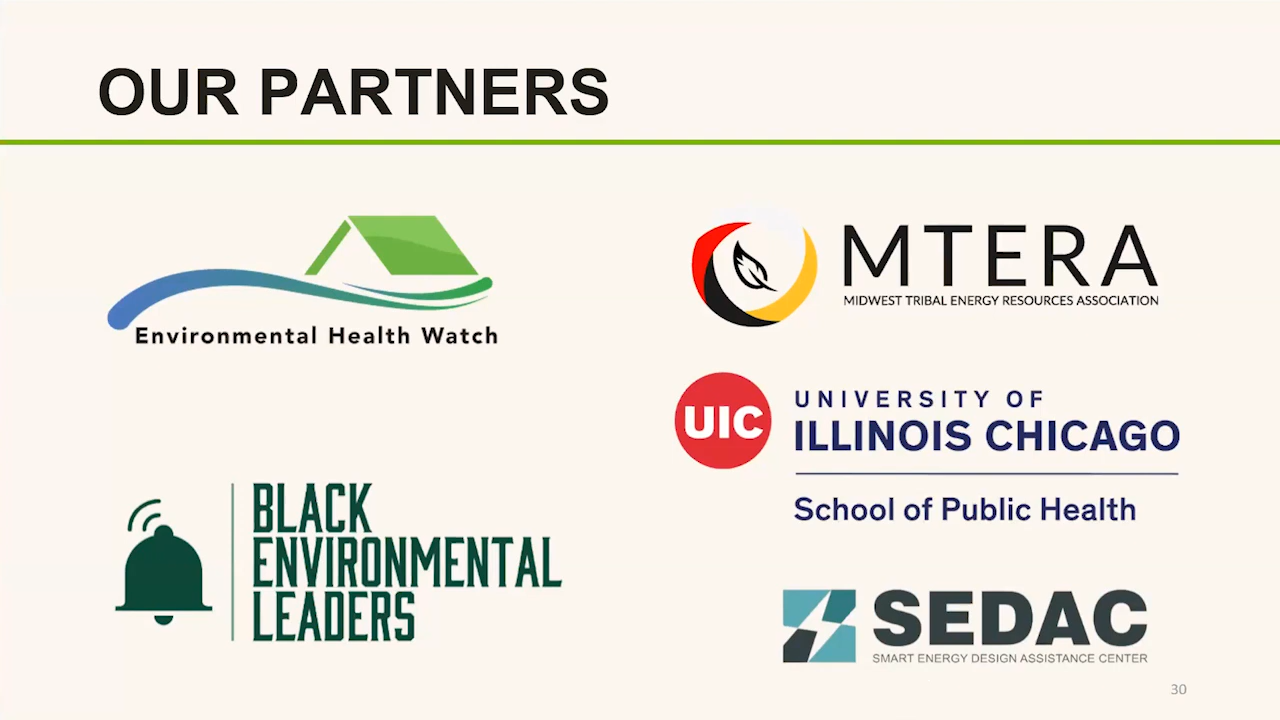 OUR PARTNERS
Environmental Health Watch
MTERA
MIDWEST TRIBAL ENERGY RESOURCES ASSOCIATION
UIC
UNIVERSITY OF
ILLINOIS CHICAGO
School of Public Health
BLACK
ENVIRONMENTAL
LEADERS
SEDAC
SMART ENERGY DESIGN ASSISTANCE CENTER
30